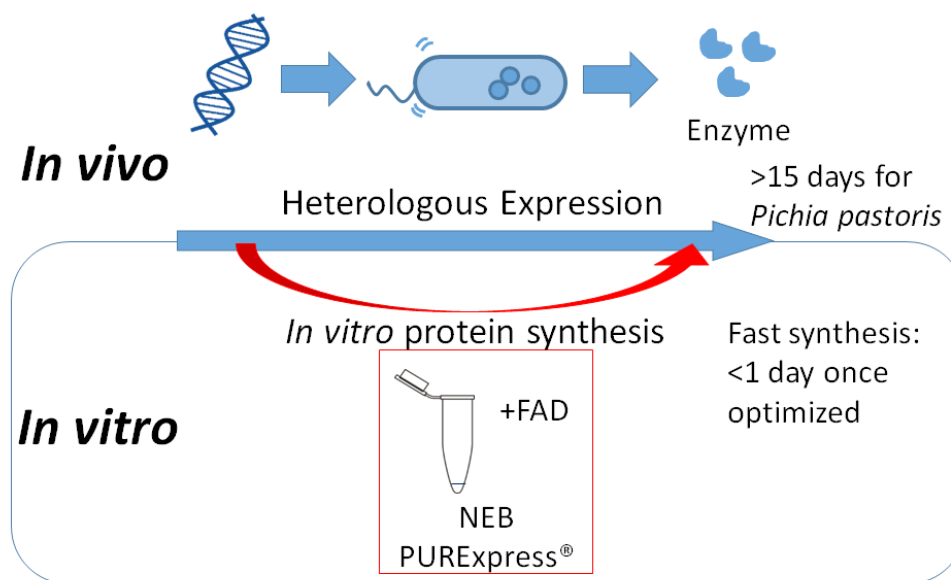 Enzyme
In vivo
>15 days for
Pichia pastoris
Heterologous Expression
In vitro protein synthesis
Fast synthesis:
<1 day once
optimized
In vitro
+FAD
NEB
PURExpress®